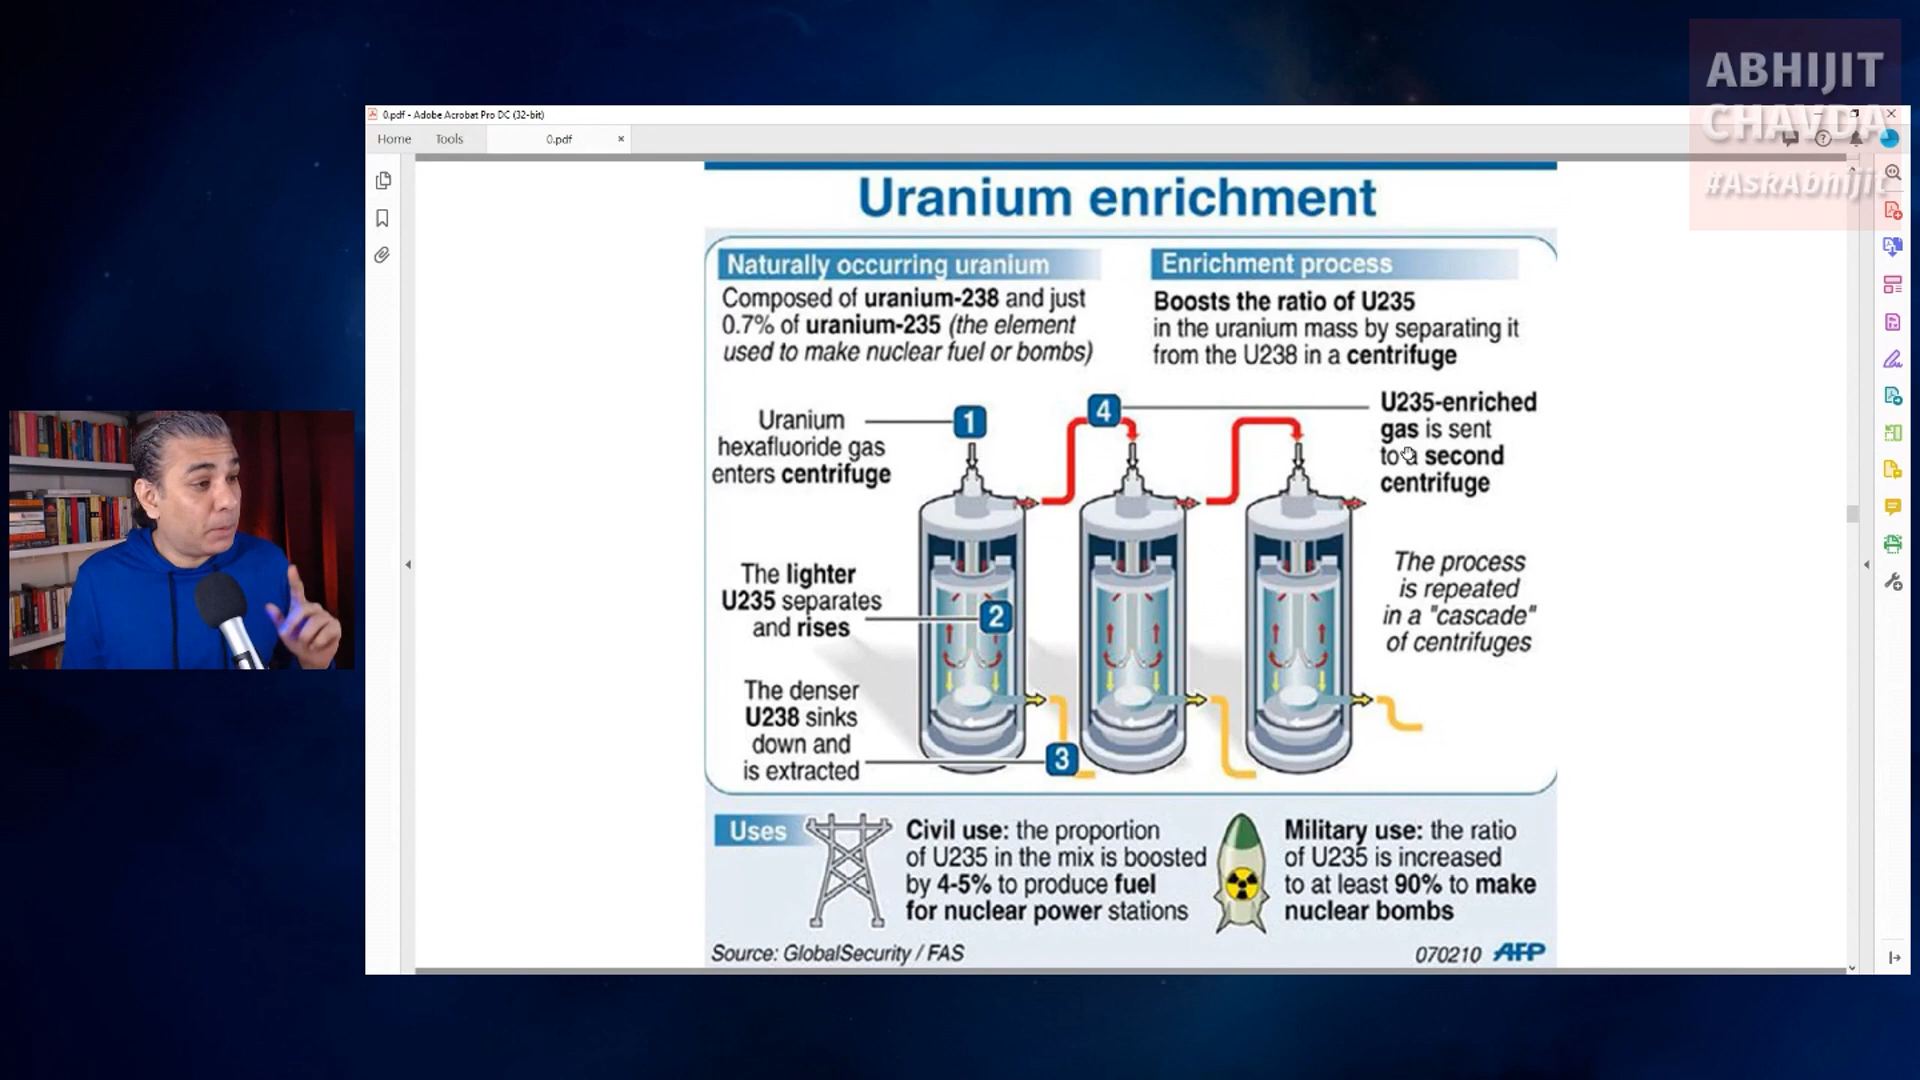 ABHIJIT
CHAVDA
#AskAbhijit
0.pdf - Adobe Acrobat Pro DC (32-bit)
Home Tools 0.pdf
Uranium enrichment
Naturally occurring uranium
Composed of uranium-238 and just
0.7% of uranium-235 (the element
used to make nuclear fuel or bombs)
Enrichment process
Boosts the ratio of U235
in the uranium mass by separating it
from the U238 in a centrifuge
Uranium
hexafluoride gas
enters centrifuge
1
4
U235-enriched
gas is sent
to a second
centrifuge
The lighter
U235 separates
and rises
2
The process
is repeated
in a "cascade"
of centrifuges
The denser
U238 sinks
down and
is extracted
3
Uses
Civil use: the proportion
of U235 in the mix is boosted
by 4-5% to produce fuel
for nuclear power stations
Military use: the ratio
of U235 is increased
to at least 90% to make
nuclear bombs
Source: GlobalSecurity / FAS
070210 AFP